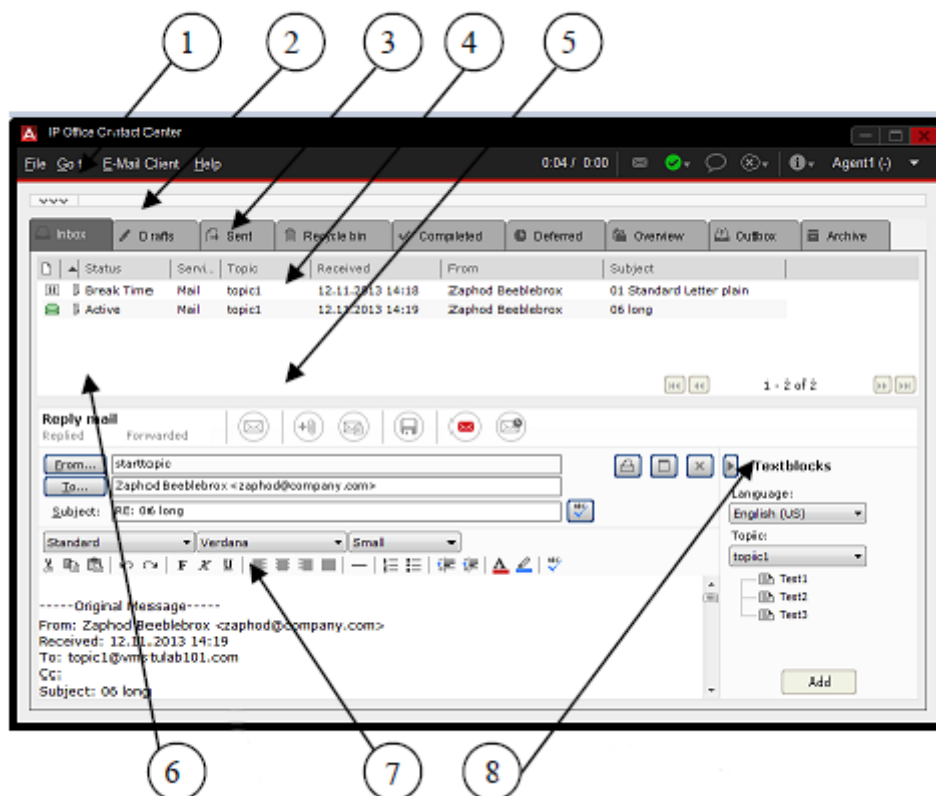 1 2 3 4 5
IP Office Contact Center
File Go t E-Mail Client Help 0:04 / 0:00 Agent1 (-)
Inbox Drafts Sent Recycle bin Completed Deferred Overview Outbox Archive
Status Servi.. Topic Received From Subject
Break Time Mail topic1 12.11.2013 14:18 Zaphod Beeblebrox 01 Standard Letter plain
Active Mail topic1 12.11.2013 14:19 Zaphod Beeblebrox 06 long
1 - 2 of 2
Reply mail
Replied Forwarded
From... starttopic Textblocks
To... Zaphod Beeblebrox <zaphod@company.com> Language:
Subject: RE: 06 long English (US)
Standard Verdana Small Topic:
F K U A topic1
Test1
Test2
Test3
-----Original Message-----
From: Zaphod Beeblebrox <zaphod@company.com>
Received: 12.11.2013 14:19
To: topic1@vmstulab101.com
Cc:
Subject: 06 long
Add
6 7 8